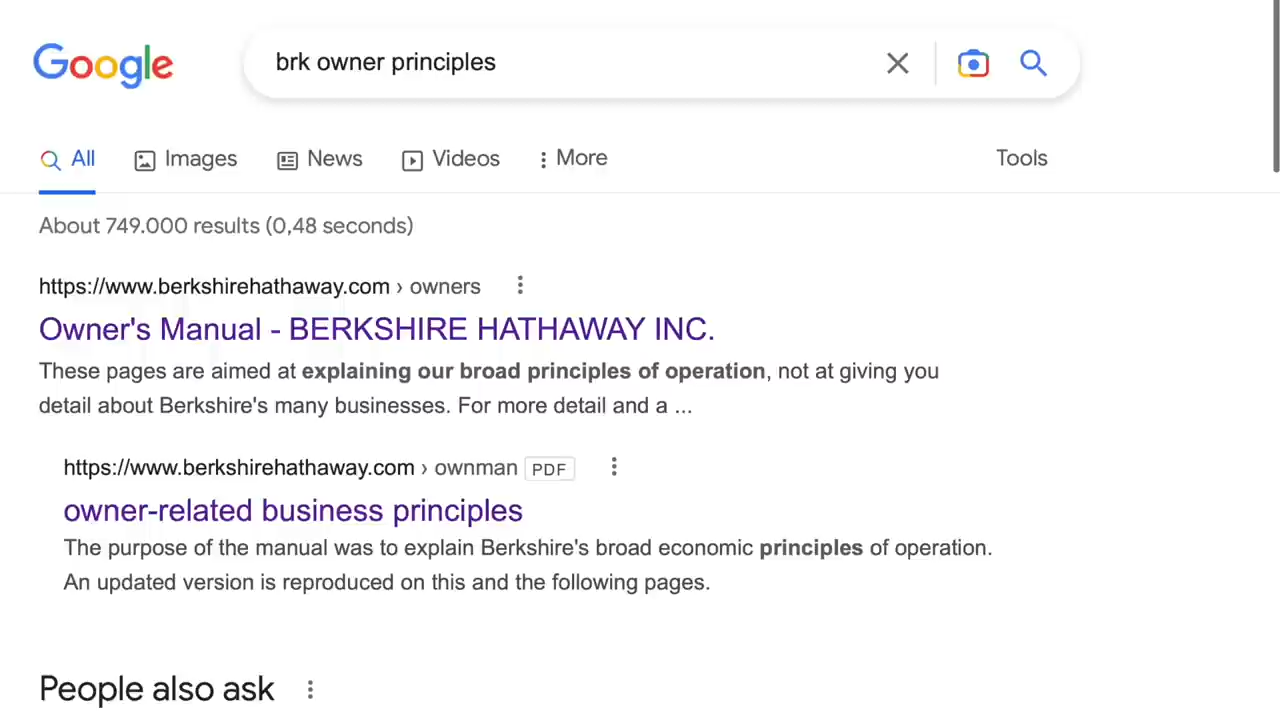 Google
brk owner principles
All Images News Videos More Tools
About 749.000 results (0,48 seconds)
https://www.berkshirehathaway.com › owners
Owner's Manual - BERKSHIRE HATHAWAY INC.
These pages are aimed at explaining our broad principles of operation, not at giving you
detail about Berkshire's many businesses. For more detail and a ...
https://www.berkshirehathaway.com › ownman PDF
owner-related business principles
The purpose of the manual was to explain Berkshire's broad economic principles of operation.
An updated version is reproduced on this and the following pages.
People also ask